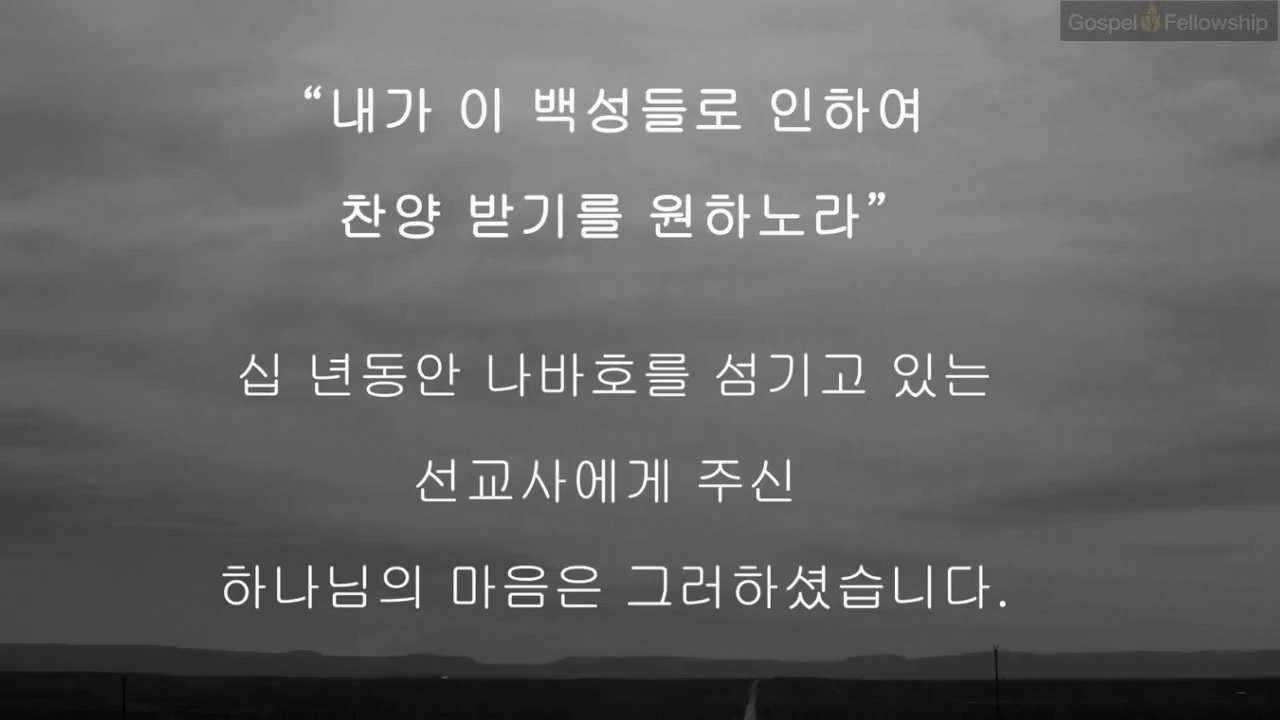 Gospel Fellowship
“내가 이 백성들로 인하여
찬양 받기를 원하노라”
십 년동안 나바호를 섬기고 있는
선교사에게 주신
하나님의 마음은 그러하셨습니다.